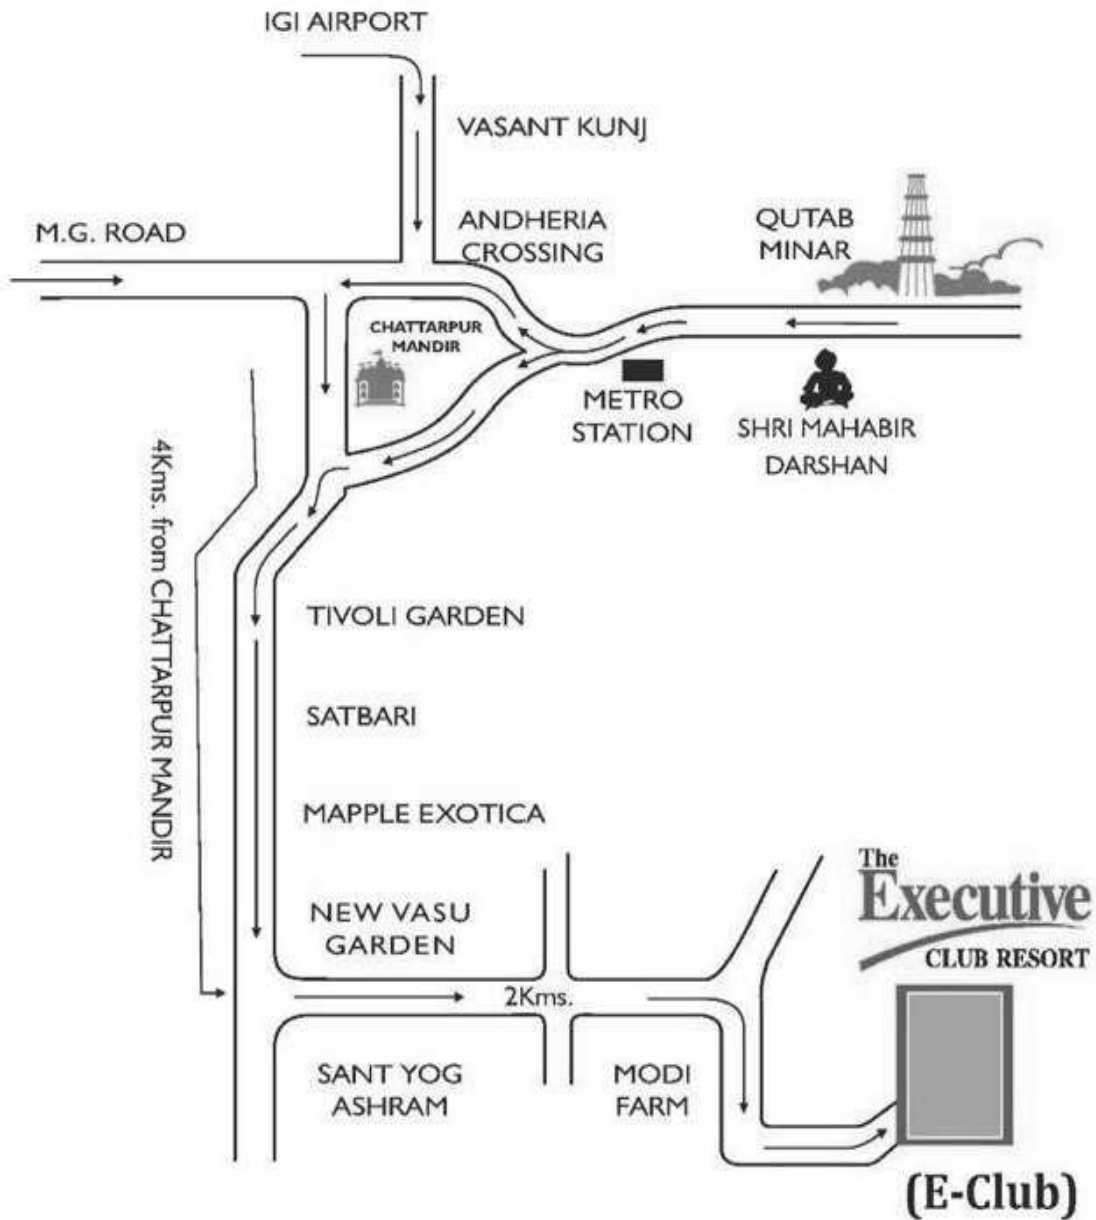 IGI AIRPORT
VASANT KUNJ
M.G. ROAD
ANDHERIA
CROSSING
QUTAB
MINAR
CHATTARPUR
MANDIR
METRO
STATION
SHRI MAHABIR
DARSHAN
4Kms. from CHATTARPUR MANDIR
TIVOLI GARDEN
SATBARI
MAPPLE EXOTICA
NEW VASU
GARDEN
The
Executive
CLUB RESORT
2Kms.
SANT YOG
ASHRAM
MODI
FARM
(E-Club)